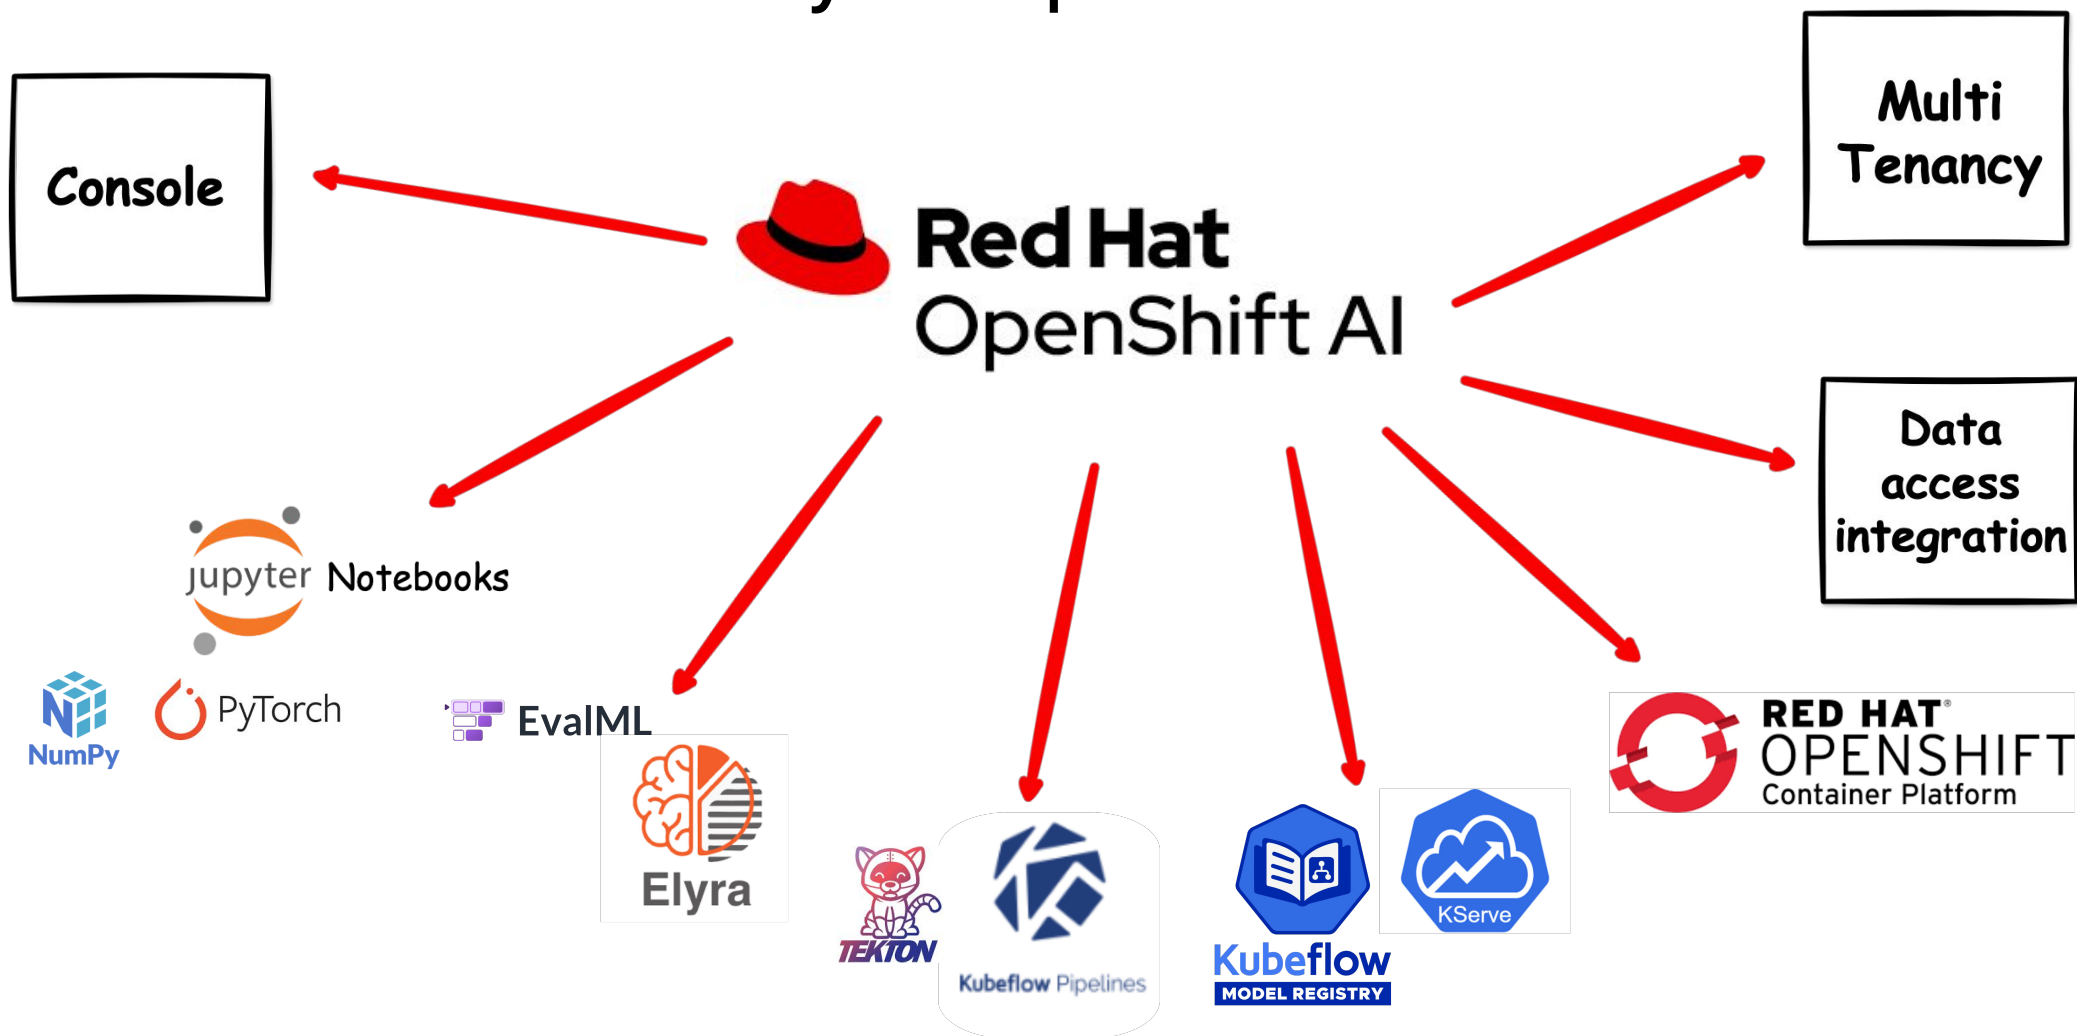 Console
Red Hat
OpenShift AI
Multi
Tenancy
Data
access
integration
jupyter Notebooks
NumPy
PyTorch
EvalML
Elyra
TEKTON
Kubeflow Pipelines
Kubeflow
MODEL REGISTRY
KServe
RED HAT®
OPENSHIFT
Container Platform